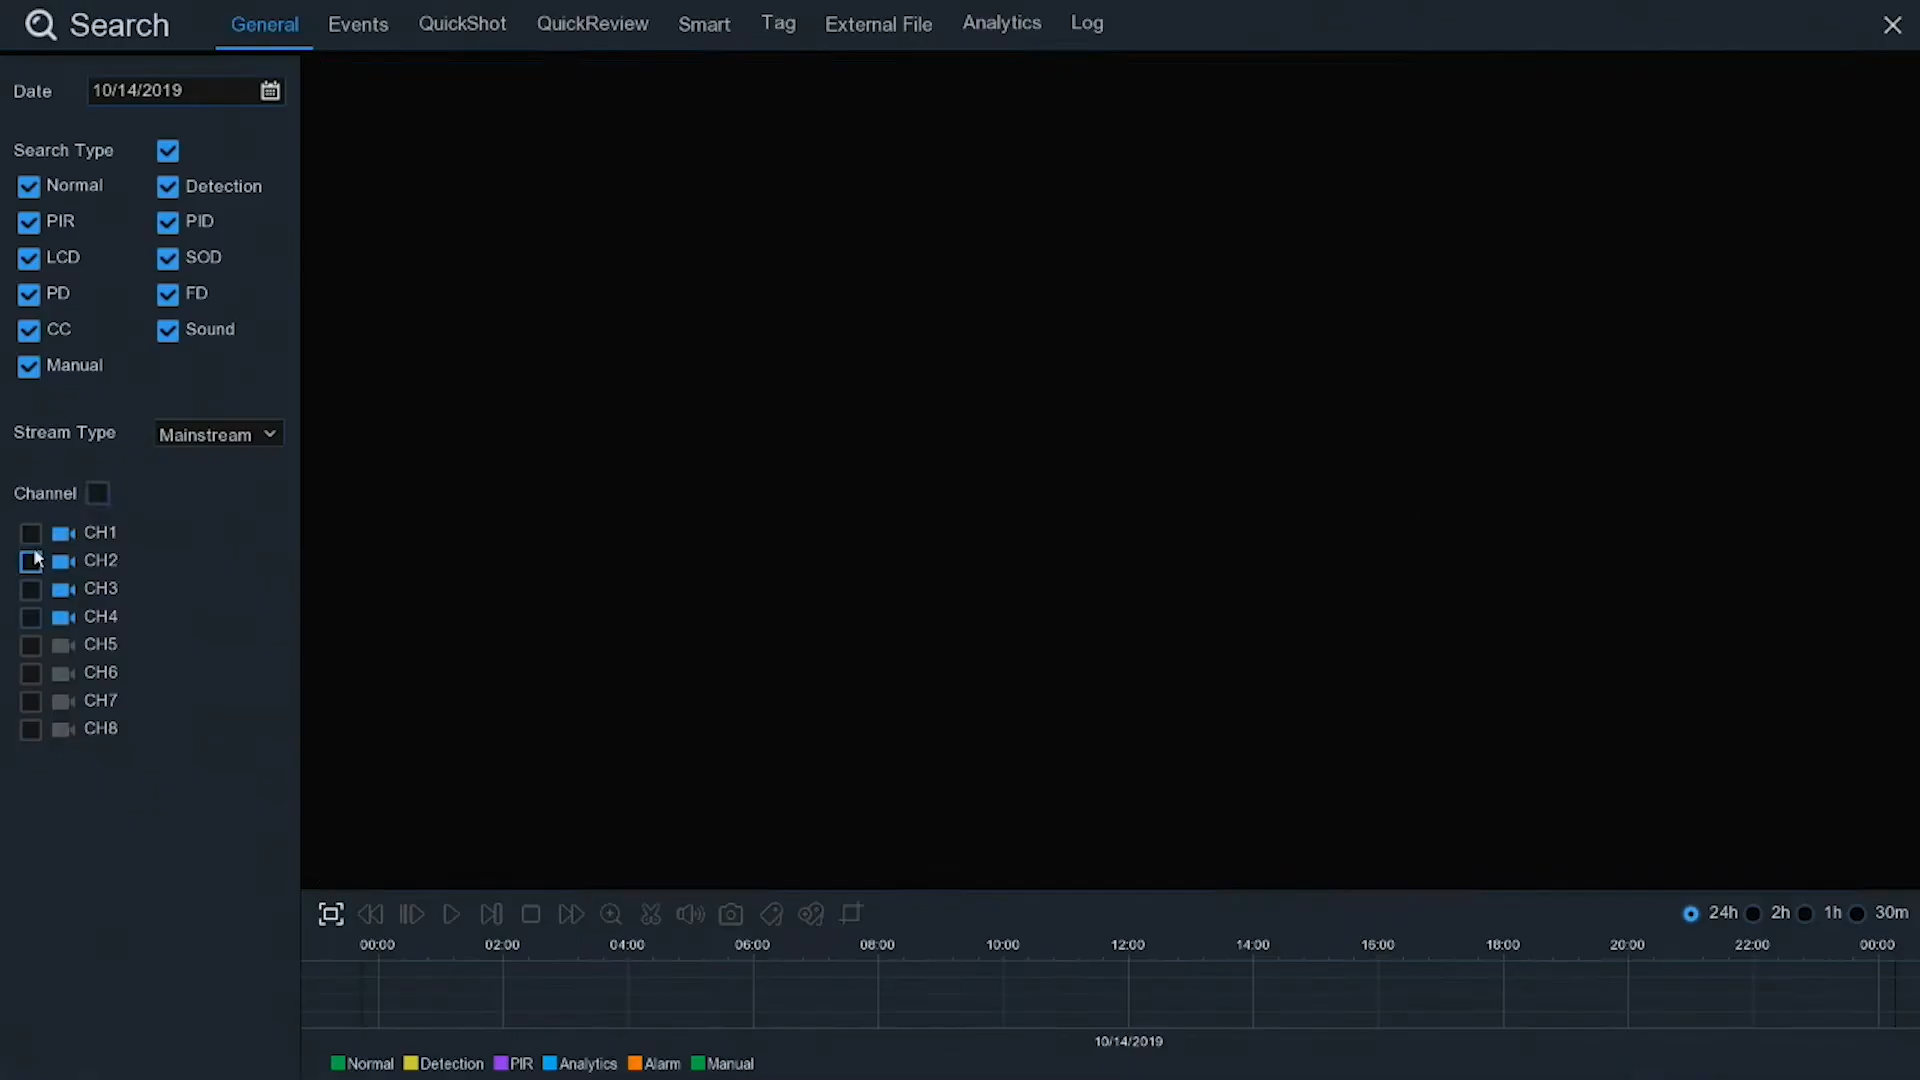 Search General Events QuickShot QuickReview Smart Tag External File Analytics Log
Date 10/14/2019
Search Type
Normal Detection
PIR PID
LCD SOD
PD FD
CC Sound
Manual
Stream Type Mainstream
Channel
CH1
CH2
CH3
CH4
CH5
CH6
CH7
CH8
24h 2h 1h 30m
00:00 02:00 04:00 06:00 08:00 10:00 12:00 14:00 16:00 18:00 20:00 22:00 00:00
10/14/2019
Normal Detection PIR Analytics Alarm Manual